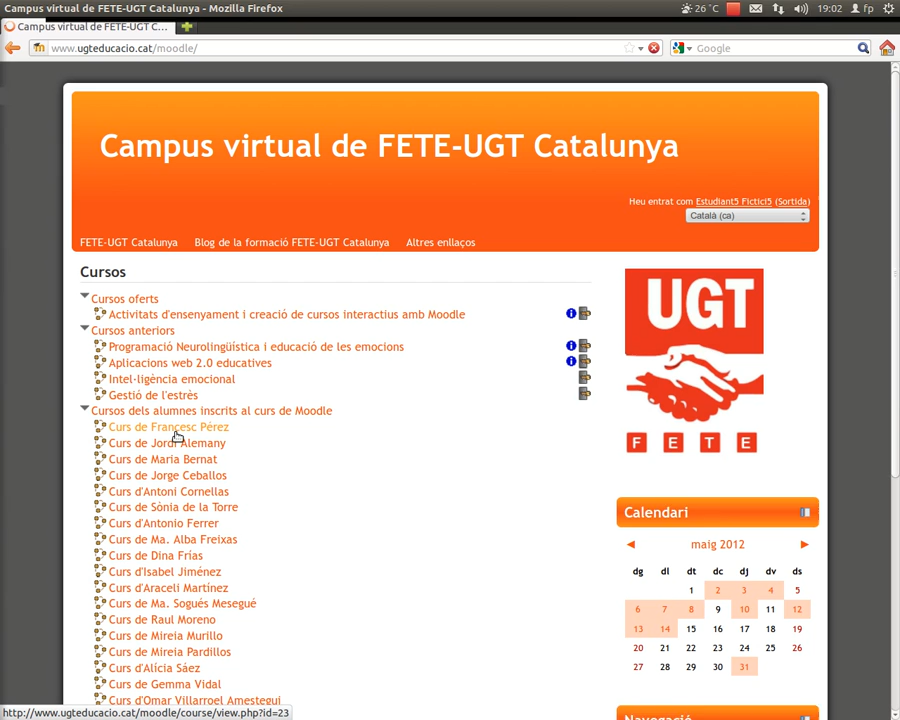 Campus virtual de FETE-UGT Catalunya - Mozilla Firefox
26 °C
19:02
fp
Campus virtual de FETE-UGT C...
www.ugteducacio.cat/moodle/
Google
Campus virtual de FETE-UGT Catalunya
Heu entrat com Estudiant5 Fictici5 (Sortida)
Català (ca)
FETE-UGT Catalunya
Blog de la formació FETE-UGT Catalunya
Altres enllaços
Cursos
Cursos oferts
Activitats d'ensenyament i creació de cursos interactius amb Moodle
Cursos anteriors
Programació Neurolingüística i educació de les emocions
Aplicacions web 2.0 educatives
Intel·ligència emocional
Gestió de l'estrès
Cursos dels alumnes inscrits al curs de Moodle
Curs de Francesc Pérez
Curs de Jordi Alemany
Curs de Maria Bernat
Curs de Jorge Ceballos
Curs d'Antoni Cornellas
Curs de Sònia de la Torre
Curs d'Antonio Ferrer
Curs de Ma. Alba Freixas
Curs de Dina Frías
Curs d'Isabel Jiménez
Curs d'Araceli Martínez
Curs de Ma. Sogués Mesegué
Curs de Raul Moreno
Curs de Mireia Murillo
Curs de Mireia Pardillos
Curs d'Alícia Sáez
Curs de Gemma Vidal
Curs d'Omar Villarroel Amestegui
http://www.ugteducacio.cat/moodle/course/view.php?id=23
UGT
F E T E
Calendari
◀ maig 2012 ▶
dg dl dt dc dj dv ds
1 2 3 4 5
6 7 8 9 10 11 12
13 14 15 16 17 18 19
20 21 22 23 24 25 26
27 28 29 30 31
Navegació